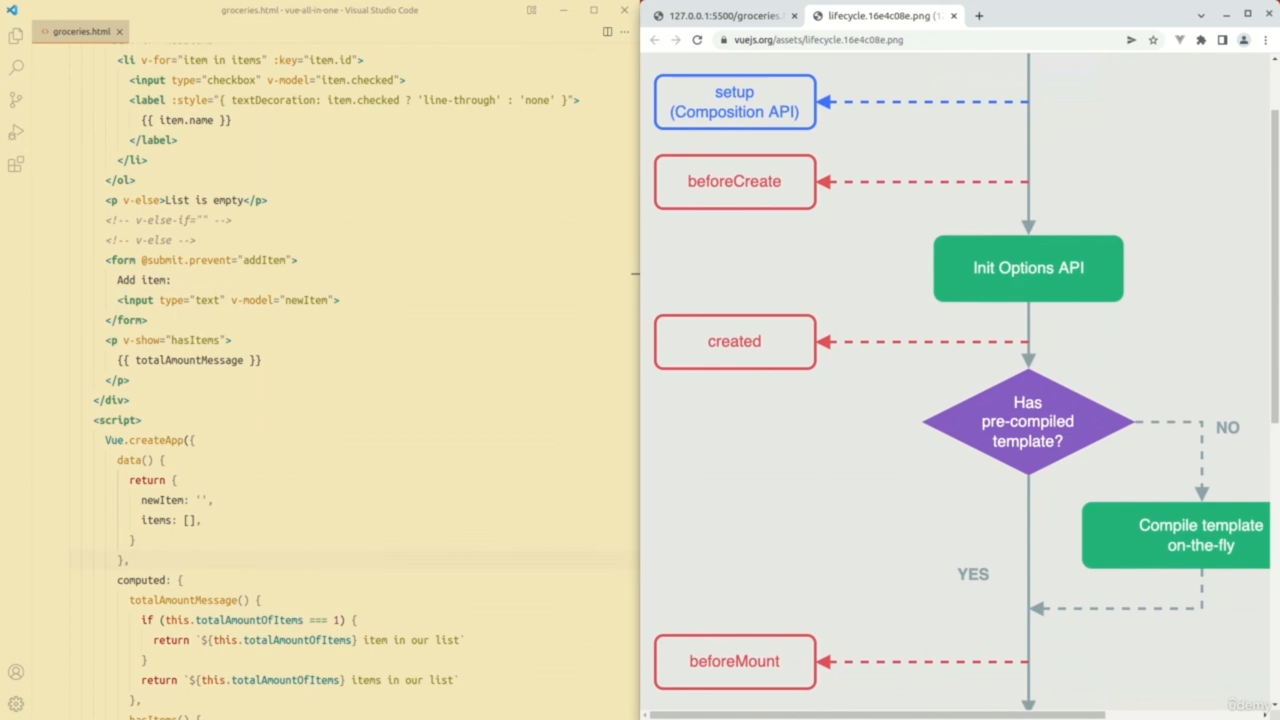 groceries.html - vue-all-in-one - Visual Studio Code
groceries.html
<li v-for="item in items" :key="item.id">
<input type="checkbox" v-model="item.checked">
<label :style="{ textDecoration: item.checked ? 'line-through' : 'none' }">
{{ item.name }}
</label>
</li>
</ol>
<p v-else>List is empty</p>
<!-- v-else-if="" -->
<!-- v-else -->
<form @submit.prevent="addItem">
Add item:
<input type="text" v-model="newItem">
</form>
<p v-show="hasItems">
{{ totalAmountMessage }}
</p>
</div>
<script>
Vue.createApp({
data() {
return {
newItem: '',
items: [],
}
},
computed: {
totalAmountMessage() {
if (this.totalAmountOfItems === 1) {
return `${this.totalAmountOfItems} item in our list`
}
return `${this.totalAmountOfItems} items in our list`
},
hasItems() {
127.0.0.1:5500/groceries.
lifecycle.16e4c08e.png (1
vuejs.org/assets/lifecycle.16e4c08e.png
setup
(Composition API)
beforeCreate
Init Options API
created
Has
pre-compiled
template?
NO
Compile template
on-the-fly
YES
beforeMount
Udemy